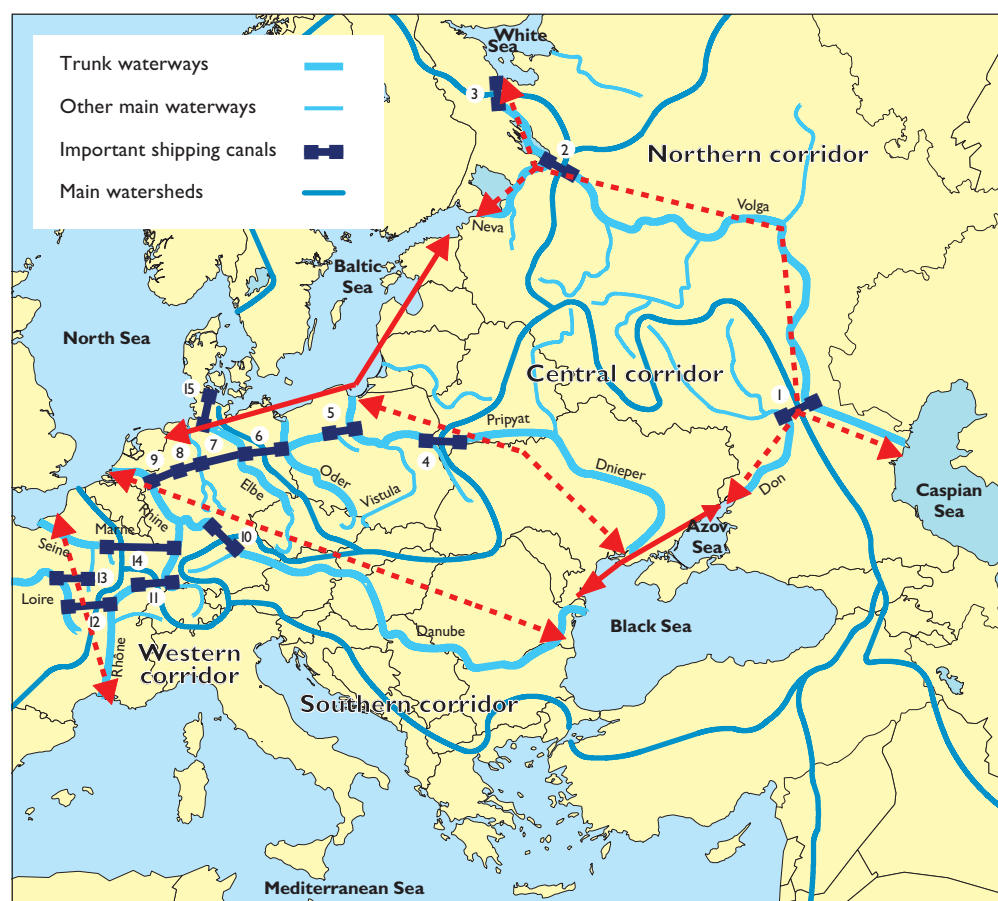 Trunk waterways
Other main waterways
Important shipping canals
Main watersheds
White
Sea
3
2
Northern corridor
Volga
Neva
Baltic
Sea
North Sea
Central corridor
15
1
5
6
7
8
9
Pripyat
4
Dnieper
Oder
Elbe
Vistula
Rhine
Don
Caspian
Sea
Azov
Sea
Marne
Seine
10
14
13
11
Loire
12
Black Sea
Danube
Rhône
Western
corridor
Southern corridor
Mediterranean Sea